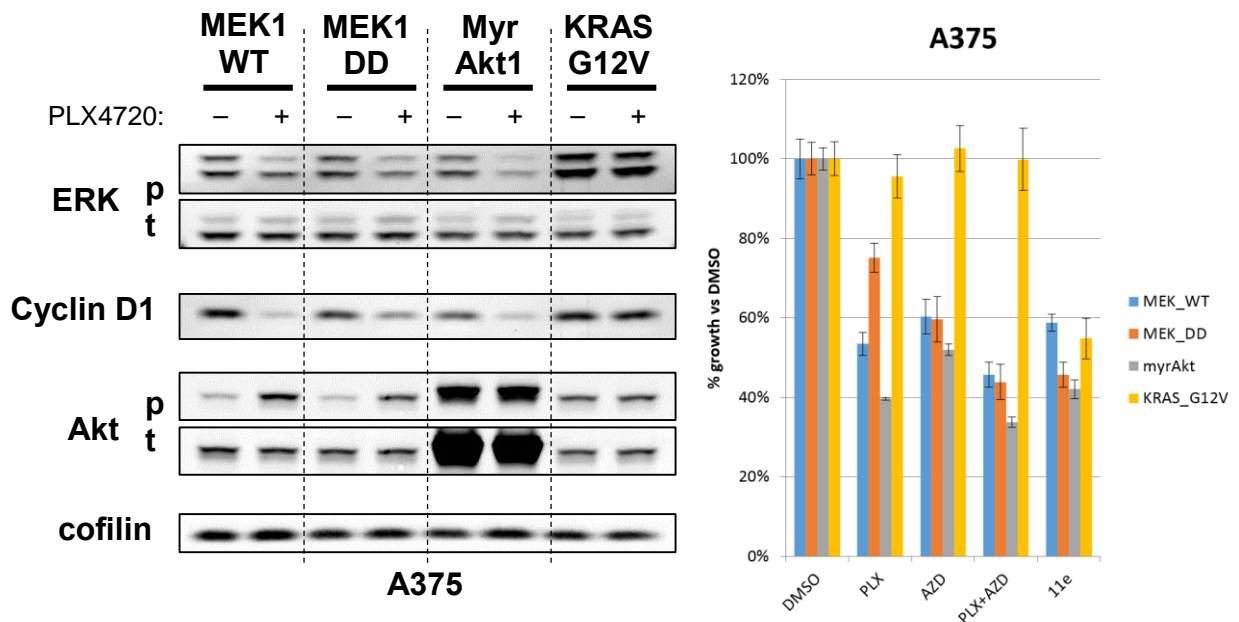 MEK1 WT
MEK1 DD
Myr Akt1
KRAS G12V
PLX4720: – + – + – + – +
ERK p t
Cyclin D1
Akt p t
cofilin
A375
A375
120%
100%
80%
60%
40%
20%
0%
% growth vs DMSO
DMSO PLX AZD PLX+AZD 11e
MEK_WT
MEK_DD
myrAkt
KRAS_G12V